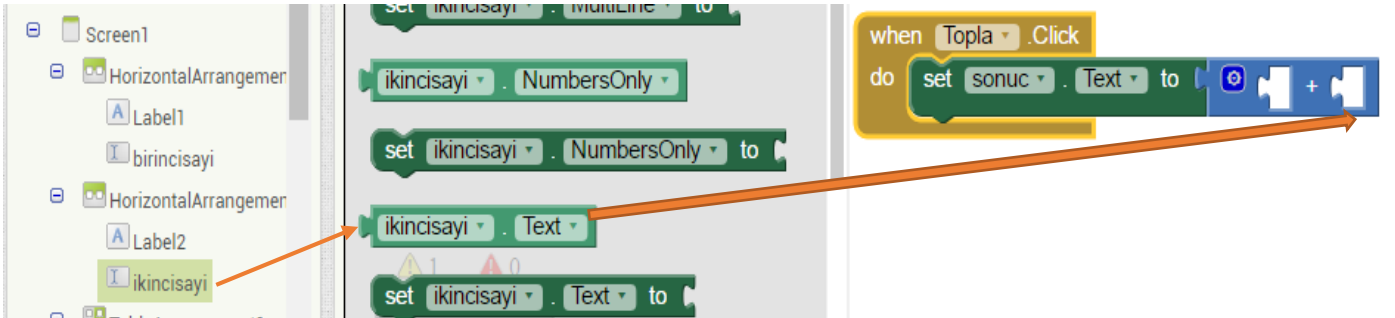 Screen1
HorizontalArrangemen
Label1
birincisayi
HorizontalArrangemen
Label2
ikincisayi
set ikincisayi . MultiLine to
ikincisayi . NumbersOnly
set ikincisayi . NumbersOnly to
ikincisayi . Text
1 0
set ikincisayi . Text to
when Topla .Click
do set sonuc . Text to +